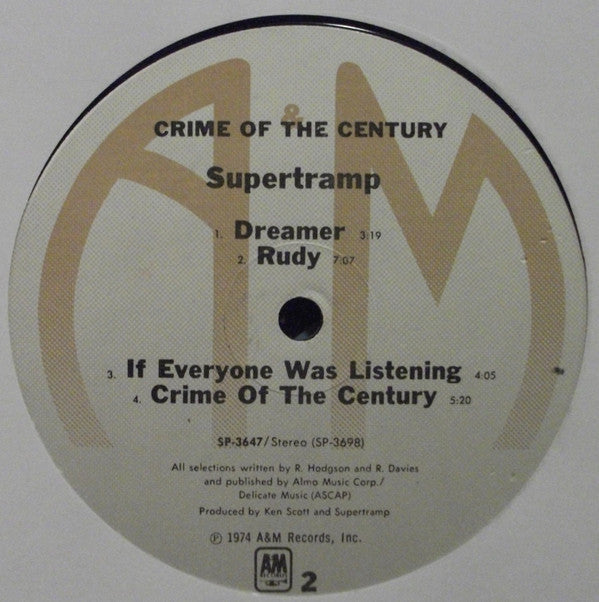 A&M
CRIME OF THE CENTURY
Supertramp
1. Dreamer 3:19
2. Rudy 7:07
3. If Everyone Was Listening 4:05
4. Crime Of The Century 5:20
SP-3647/Stereo (SP-3698)
All selections written by R. Hodgson and R. Davies
and published by Almo Music Corp./
Delicate Music (ASCAP)
Produced by Ken Scott and Supertramp
Ⓟ 1974 A&M Records, Inc.
AM
RECORDS
2